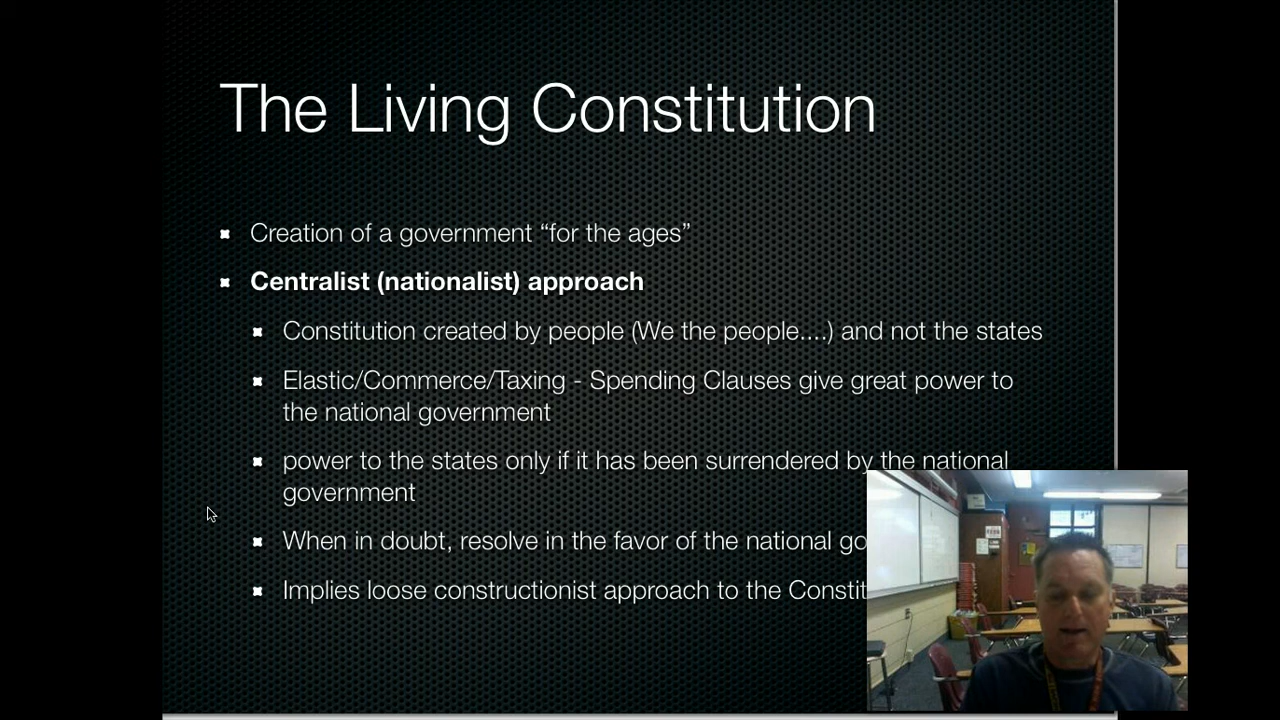 The Living Constitution
Creation of a government “for the ages”
Centralist (nationalist) approach
Constitution created by people (We the people....) and not the states
Elastic/Commerce/Taxing - Spending Clauses give great power to
the national government
power to the states only if it has been surrendered by the national
government
When in doubt, resolve in the favor of the national go
Implies loose constructionist approach to the Constit